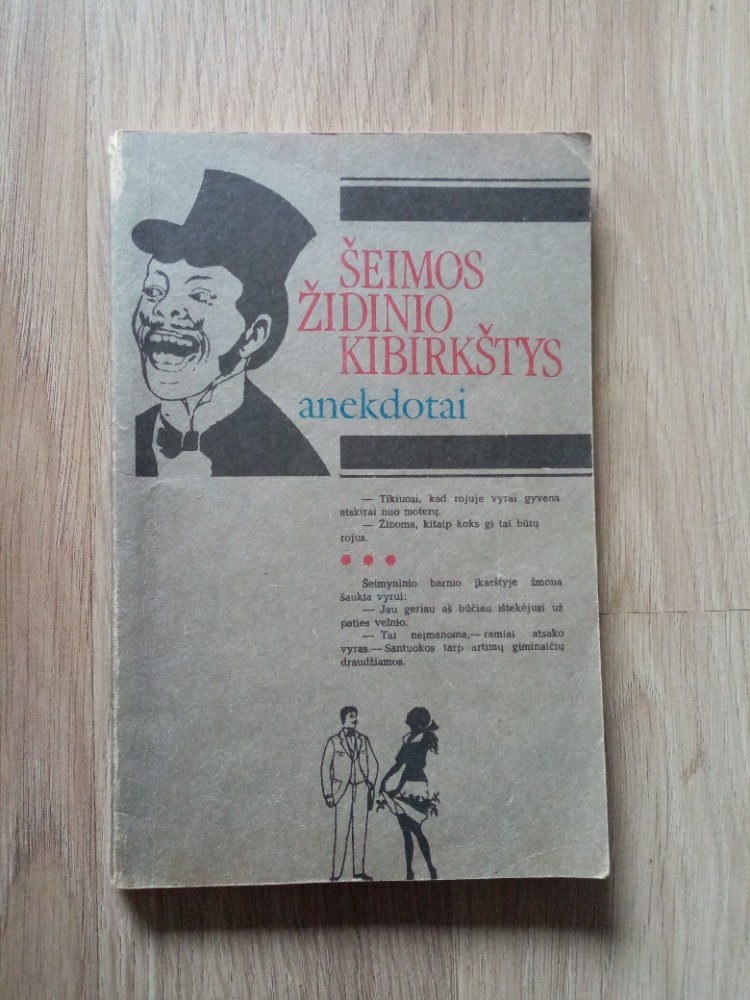 ŠEIMOS
ŽIDINIO
KIBIRKŠTYS
anekdotai
— Tikiuosi, kad rojuje vyrai gyvena
atskirai nuo moterų.
— Žinoma, kitaip koks gi tai būtų
rojus.
Šeimyninio barnio įkarštyje žmona
šaukia vyrui:
— Jau geriau aš būčiau ištekėjusi už
paties velnio.
— Tai neįmanoma,— ramiai atsako
vyras.— Santuokos tarp artimų giminaičių
draudžiamos.